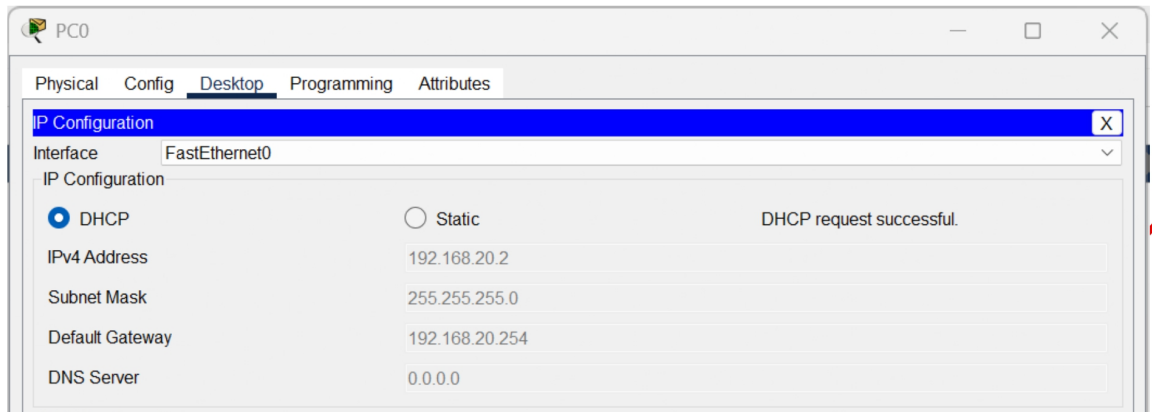 PC0
Physical Config Desktop Programming Attributes
IP Configuration X
Interface FastEthernet0
IP Configuration
DHCP Static DHCP request successful.
IPv4 Address 192.168.20.2
Subnet Mask 255.255.255.0
Default Gateway 192.168.20.254
DNS Server 0.0.0.0